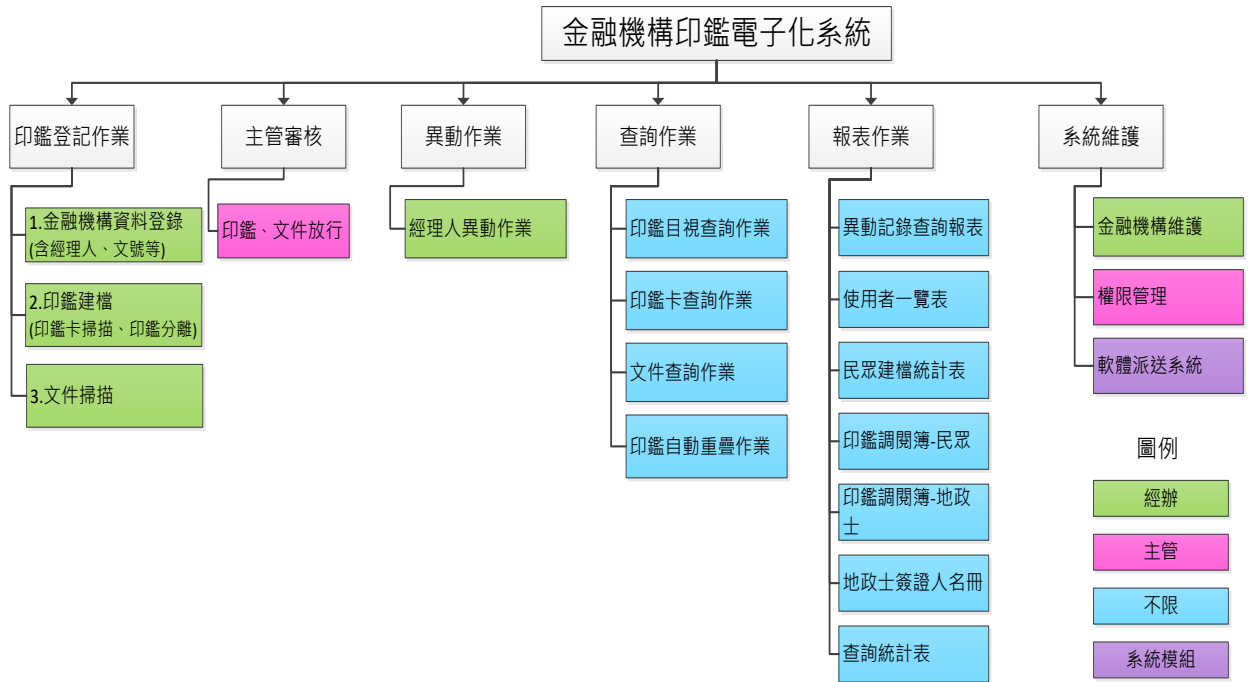 金融機構印鑑電子化系統
印鑑登記作業
主管審核
異動作業
查詢作業
報表作業
系統維護
1.金融機構資料登錄
(含經理人、文號等)
2.印鑑建檔
(印鑑卡掃描、印鑑分離)
3.文件掃描
印鑑、文件放行
經理人異動作業
印鑑目視查詢作業
印鑑卡查詢作業
文件查詢作業
印鑑自動重疊作業
異動記錄查詢報表
使用者一覽表
民眾建檔統計表
印鑑調閱簿-民眾
印鑑調閱簿-地政
士
地政士簽證人名冊
查詢統計表
金融機構維護
權限管理
軟體派送系統
圖例
經辦
主管
不限
系統模組